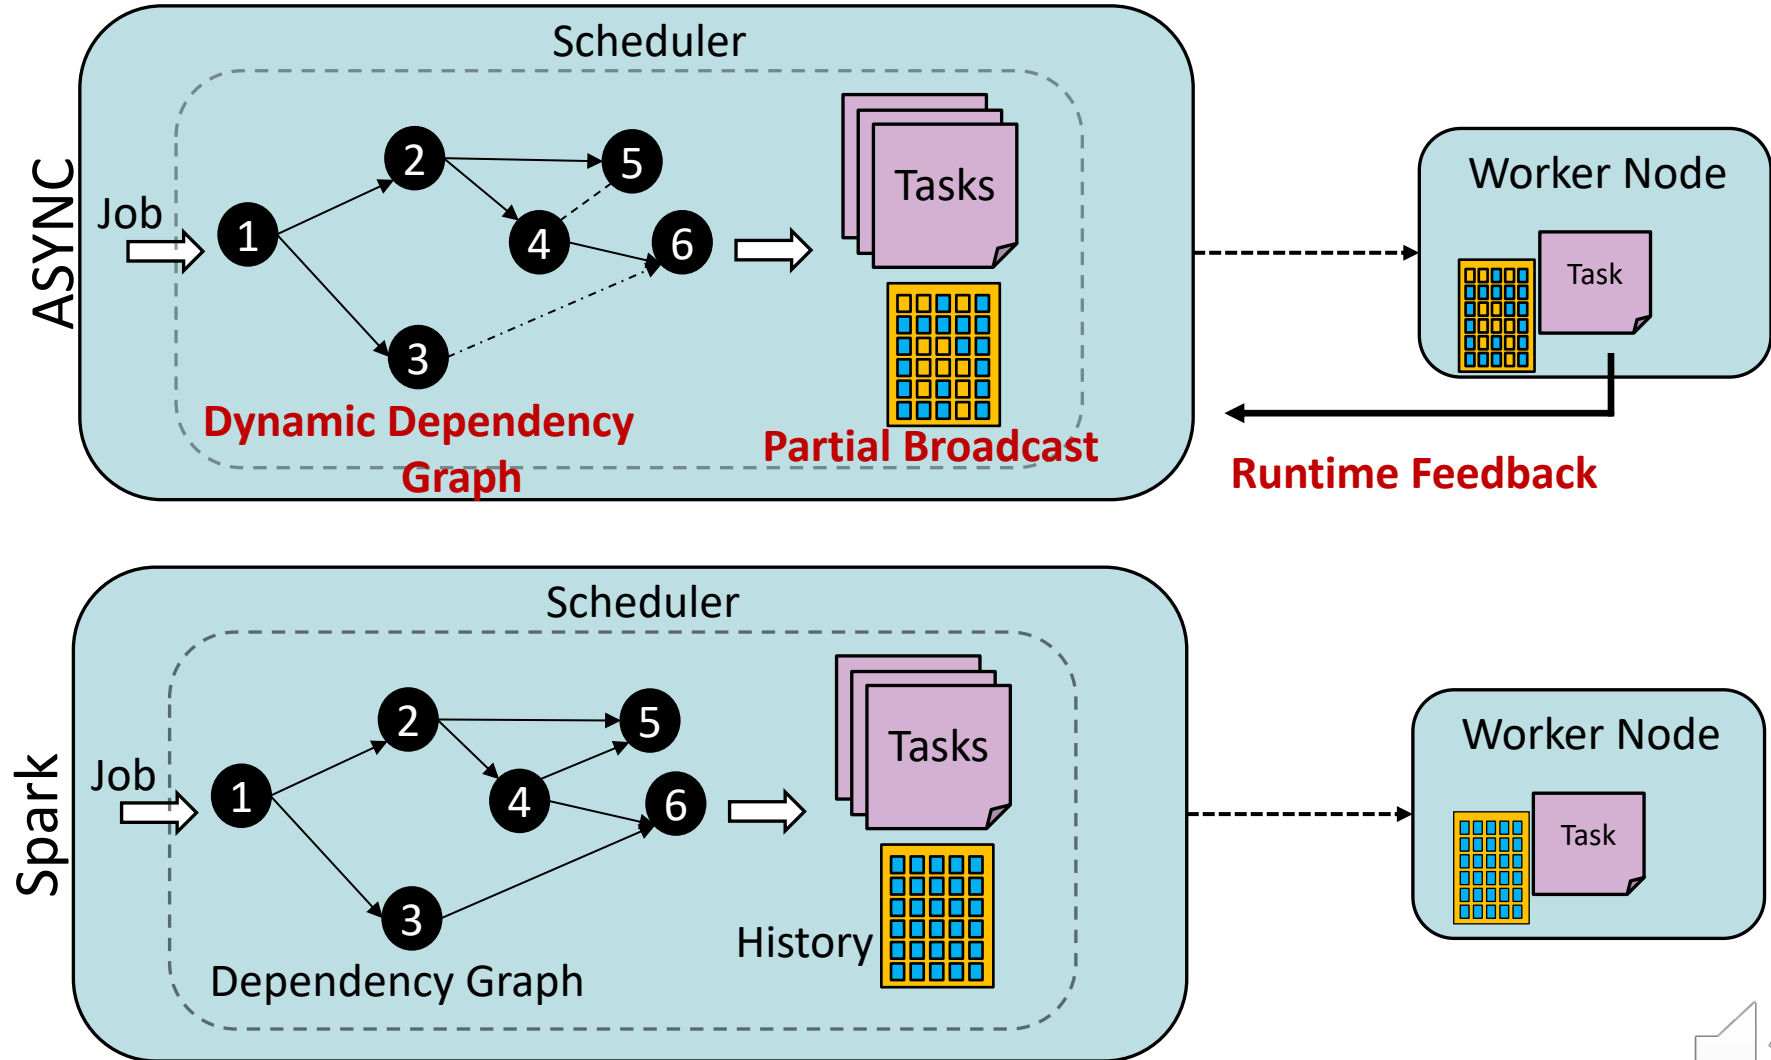 ASYNC
Scheduler
Job
1
2
3
4
5
6
Tasks
Dynamic Dependency
Graph
Partial Broadcast
Worker Node
Task
Runtime Feedback
Spark
Scheduler
Job
1
2
3
4
5
6
Tasks
History
Dependency Graph
Worker Node
Task